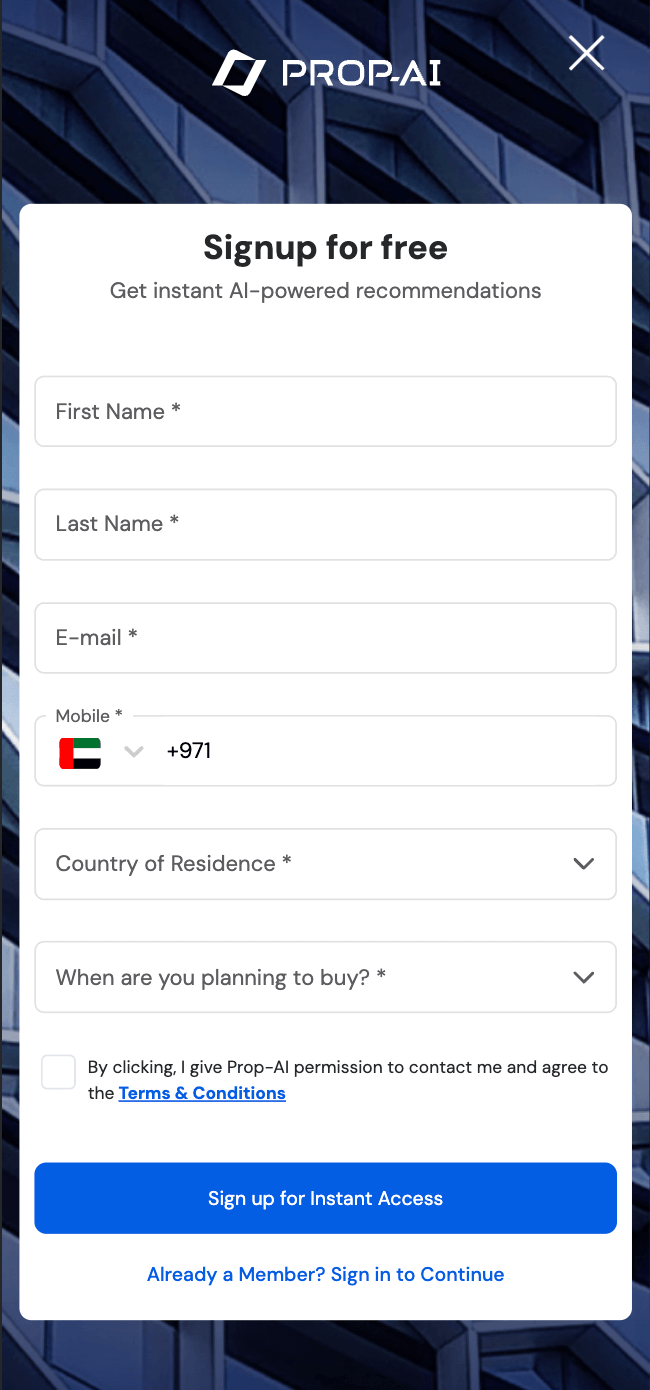 PROP-AI
Signup for free
Get instant AI-powered recommendations
First Name *
Last Name *
E-mail *
Mobile *
+971
Country of Residence *
When are you planning to buy? *
By clicking, I give Prop-AI permission to contact me and agree to
the Terms & Conditions
Sign up for Instant Access
Already a Member? Sign in to Continue